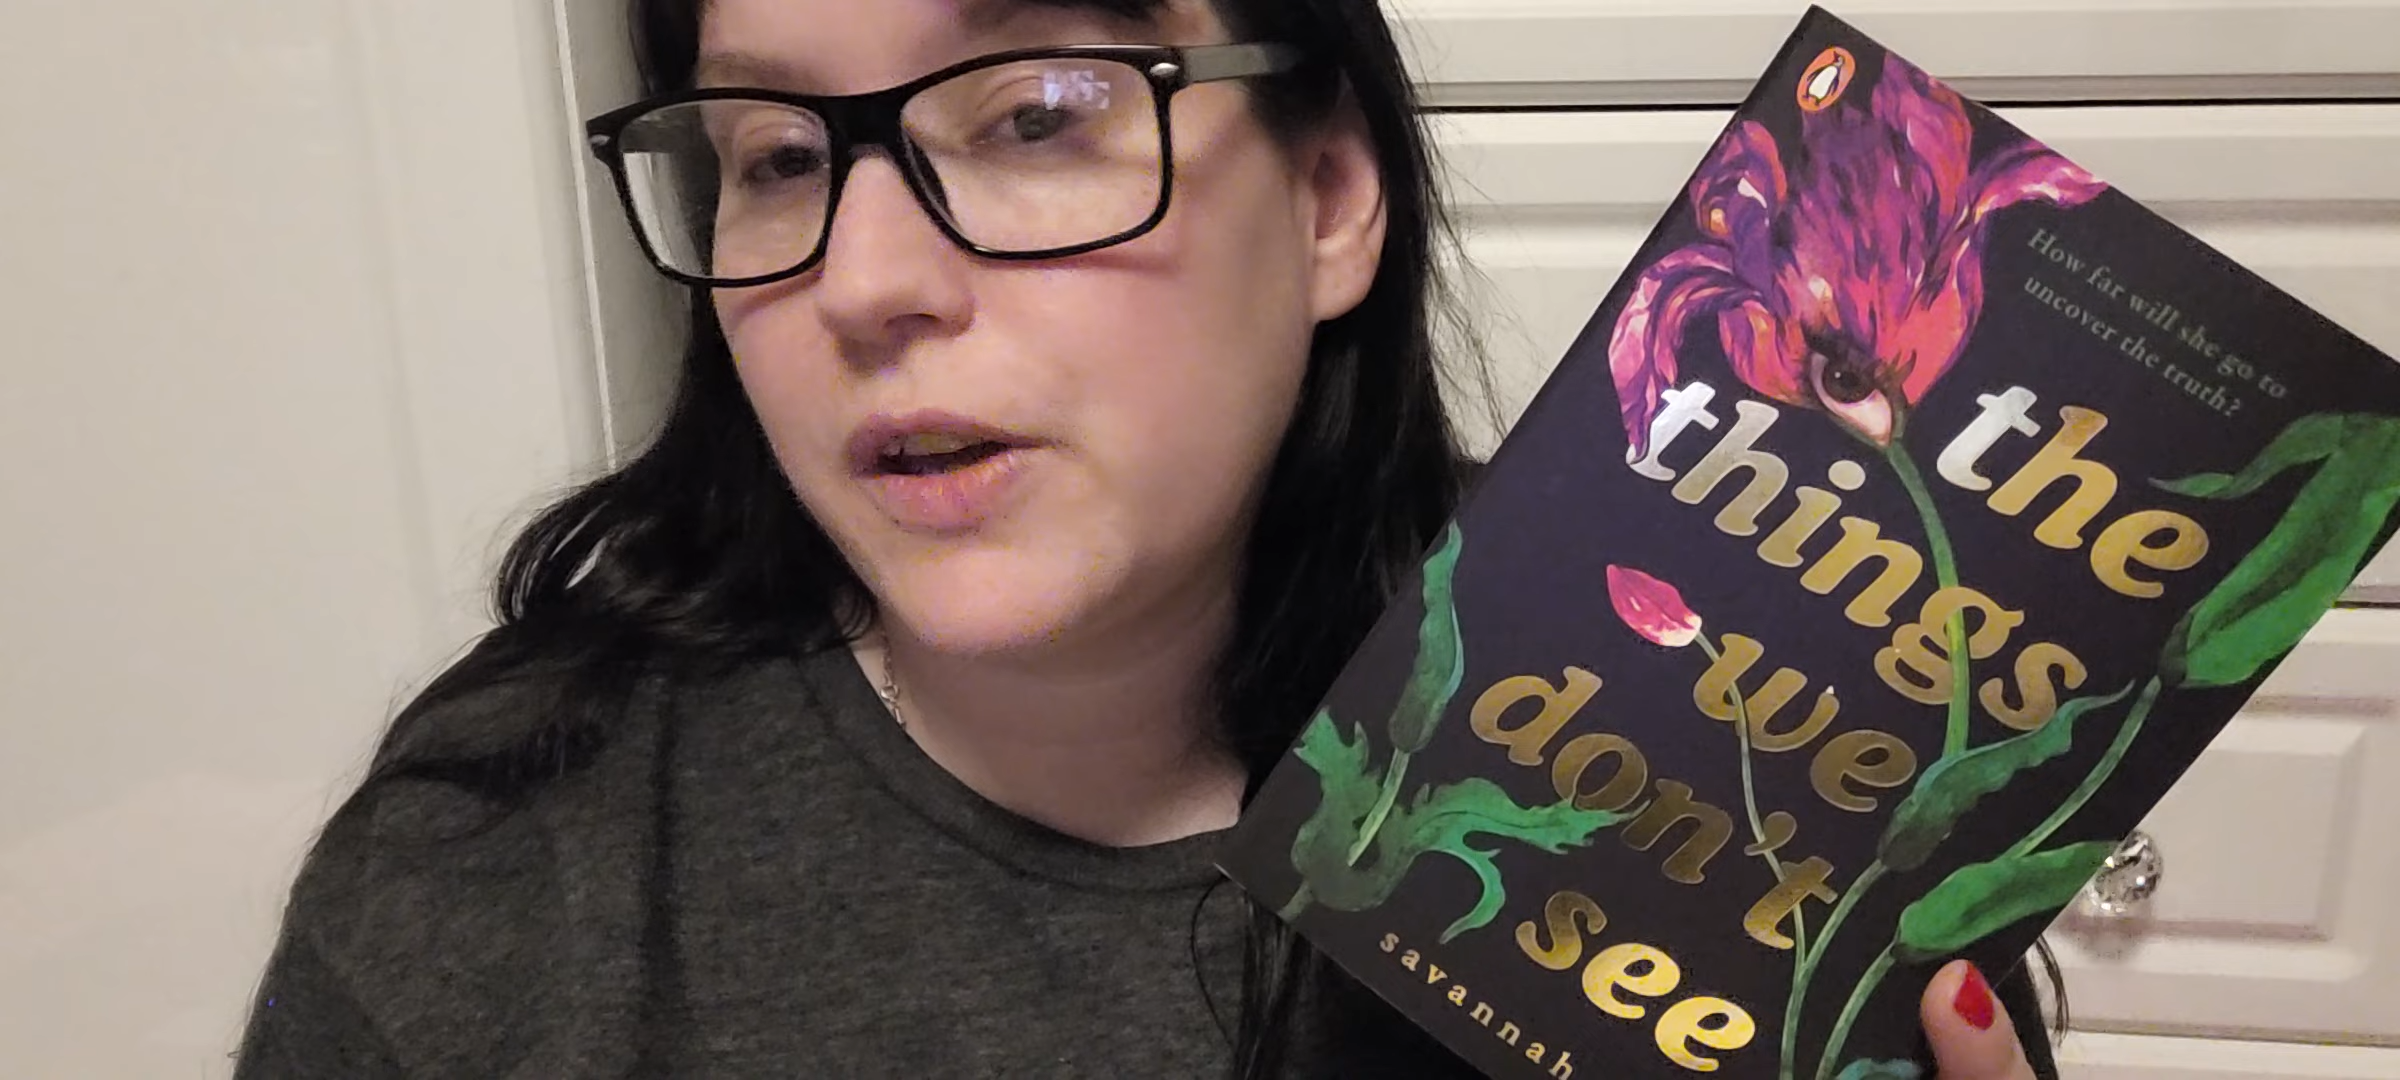 How far will she go to
uncover the truth?
the
things
we
don't
see
savannah